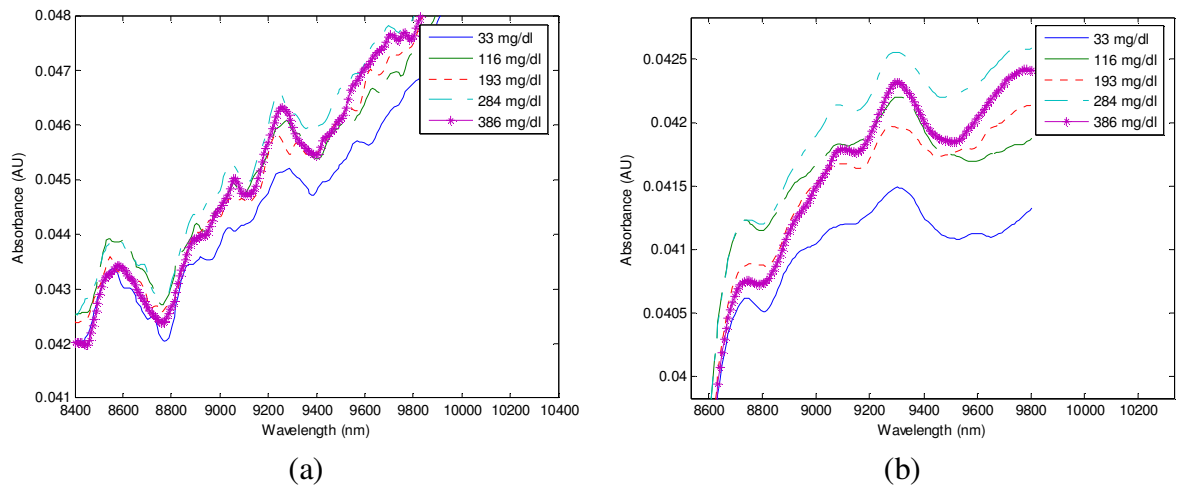 0.048
0.047
0.046
0.045
0.044
0.043
0.042
0.041
8400 8600 8800 9000 9200 9400 9600 9800 10000 10200 10400
Absorbance (AU)
Wavelength (nm)
33 mg/dl
116 mg/dl
193 mg/dl
284 mg/dl
386 mg/dl
(a)
0.0425
0.042
0.0415
0.041
0.0405
0.04
8600 8800 9000 9200 9400 9600 9800 10000 10200
Absorbance (AU)
Wavelength (nm)
33 mg/dl
116 mg/dl
193 mg/dl
284 mg/dl
386 mg/dl
(b)